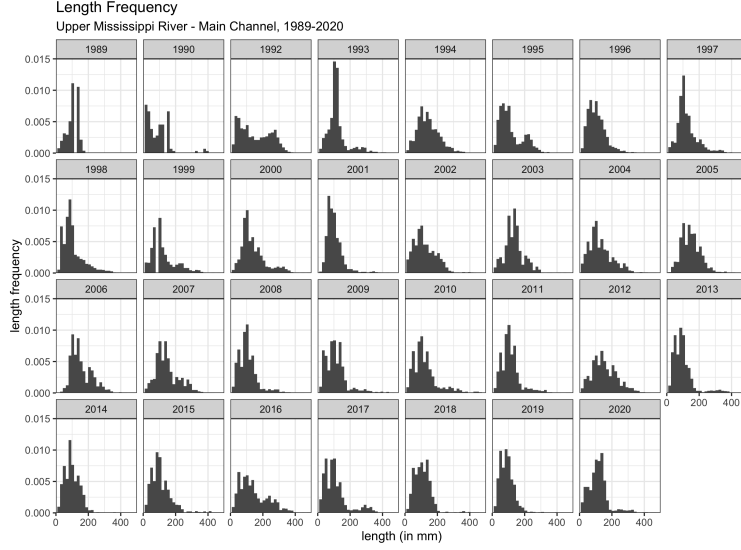 Length Frequency
Upper Mississippi River - Main Channel, 1989-2020
1989 1990 1992 1993 1994 1995 1996 1997
0.015
0.010
0.005
0.000
1998 1999 2000 2001 2002 2003 2004 2005
0.015
0.010
0.005
0.000
length frequency
2006 2007 2008 2009 2010 2011 2012 2013
0.015
0.010
0.005
0.000
0 200 400
2014 2015 2016 2017 2018 2019 2020
0.015
0.010
0.005
0.000
0 200 400 0 200 400 0 200 400 0 200 400 0 200 400 0 200 400 0 200 400
length (in mm)